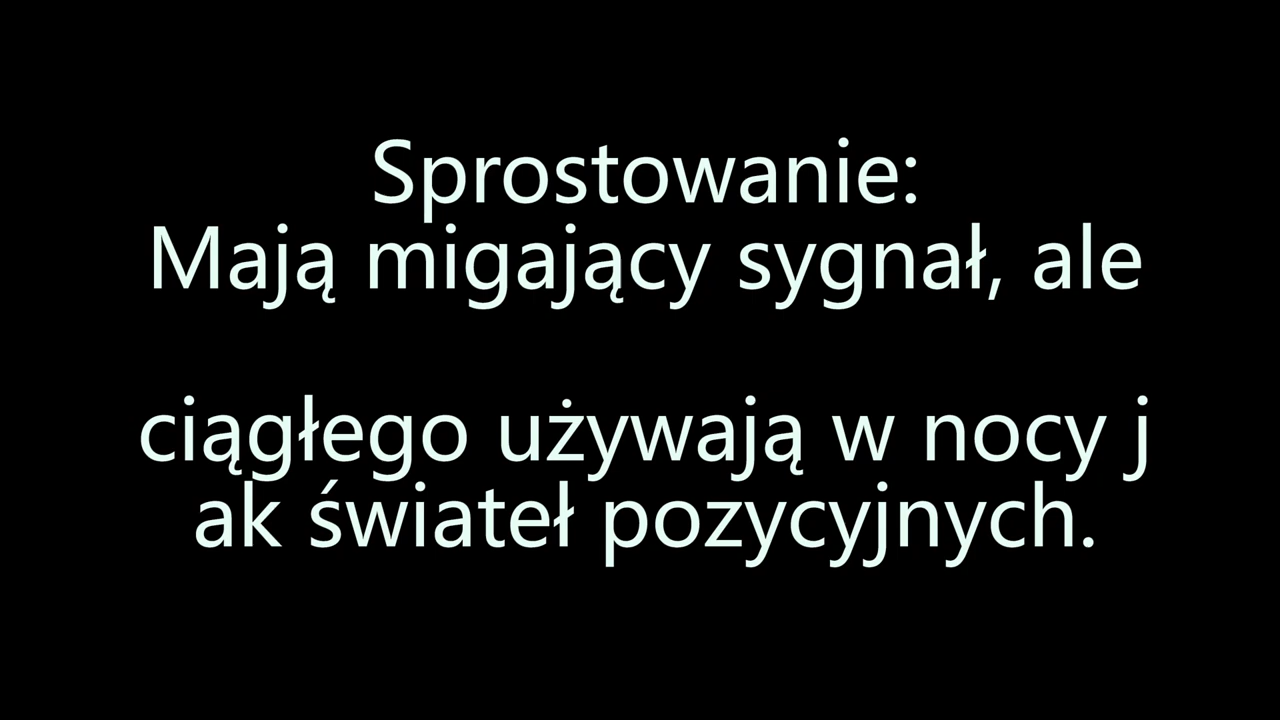 Sprostowanie:
Mają migający sygnał, ale
ciągłego używają w nocy j
ak świateł pozycyjnych.